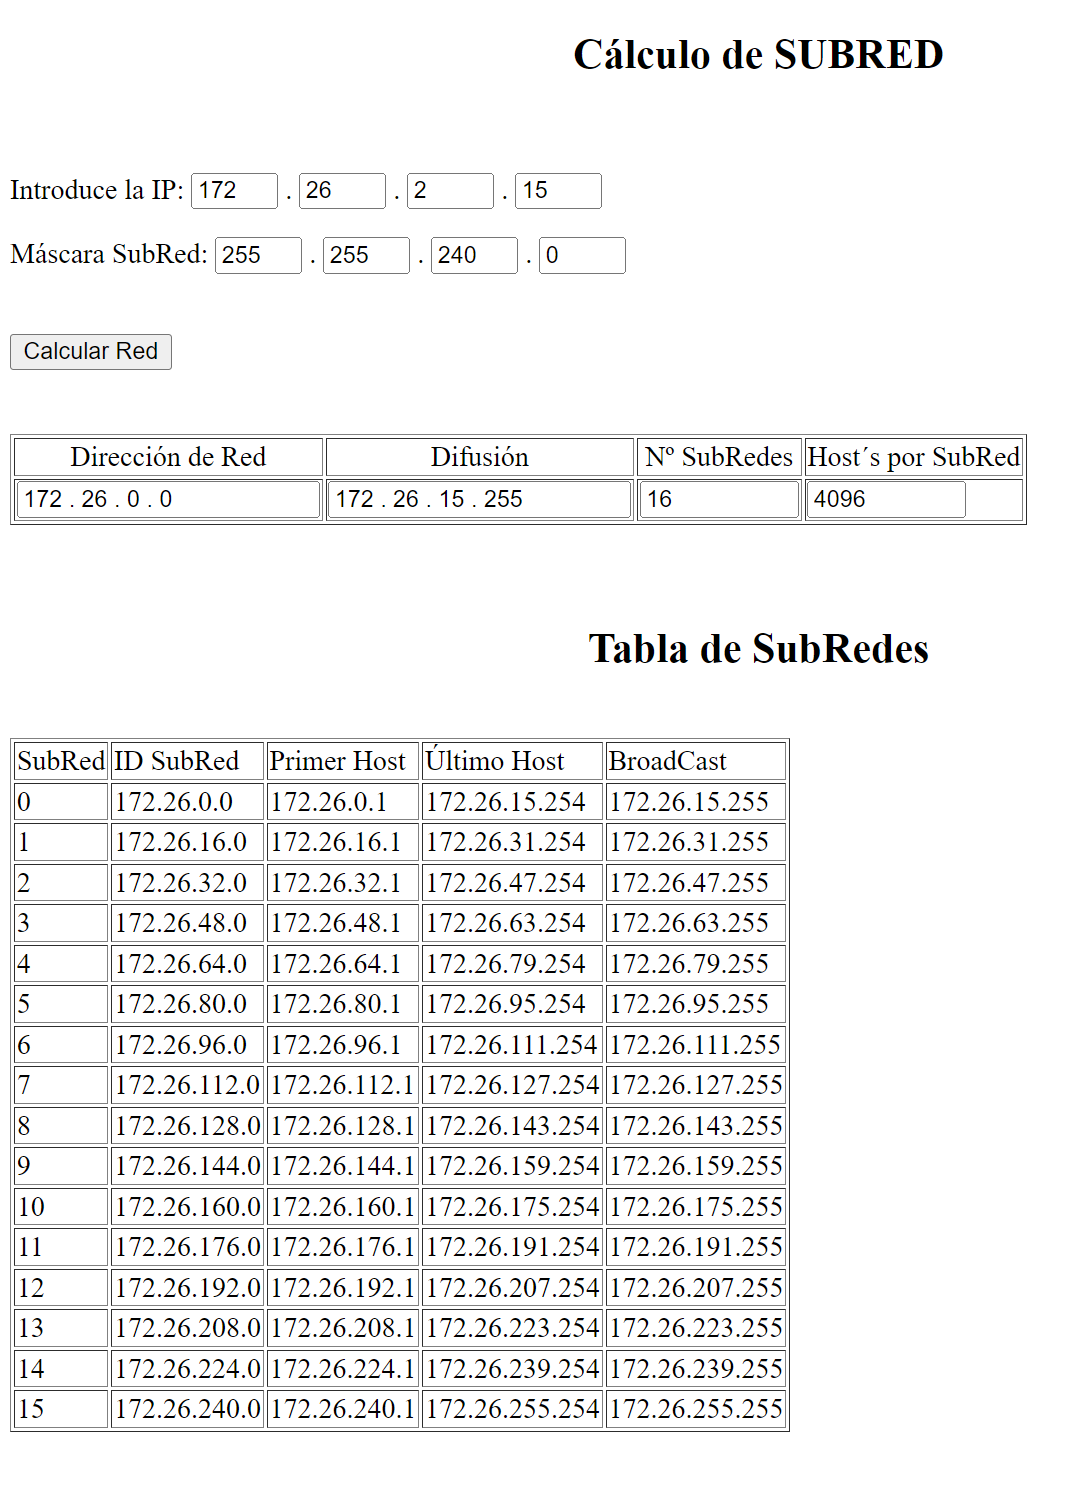 Cálculo de SUBRED
Introduce la IP: 172 . 26 . 2 . 15
Máscara SubRed: 255 . 255 . 240 . 0
Calcular Red
Dirección de Red Difusión Nº SubRedes Host´s por SubRed
172 . 26 . 0 . 0 172 . 26 . 15 . 255 16 4096
Tabla de SubRedes
SubRed ID SubRed Primer Host Último Host BroadCast
0 172.26.0.0 172.26.0.1 172.26.15.254 172.26.15.255
1 172.26.16.0 172.26.16.1 172.26.31.254 172.26.31.255
2 172.26.32.0 172.26.32.1 172.26.47.254 172.26.47.255
3 172.26.48.0 172.26.48.1 172.26.63.254 172.26.63.255
4 172.26.64.0 172.26.64.1 172.26.79.254 172.26.79.255
5 172.26.80.0 172.26.80.1 172.26.95.254 172.26.95.255
6 172.26.96.0 172.26.96.1 172.26.111.254 172.26.111.255
7 172.26.112.0 172.26.112.1 172.26.127.254 172.26.127.255
8 172.26.128.0 172.26.128.1 172.26.143.254 172.26.143.255
9 172.26.144.0 172.26.144.1 172.26.159.254 172.26.159.255
10 172.26.160.0 172.26.160.1 172.26.175.254 172.26.175.255
11 172.26.176.0 172.26.176.1 172.26.191.254 172.26.191.255
12 172.26.192.0 172.26.192.1 172.26.207.254 172.26.207.255
13 172.26.208.0 172.26.208.1 172.26.223.254 172.26.223.255
14 172.26.224.0 172.26.224.1 172.26.239.254 172.26.239.255
15 172.26.240.0 172.26.240.1 172.26.255.254 172.26.255.255